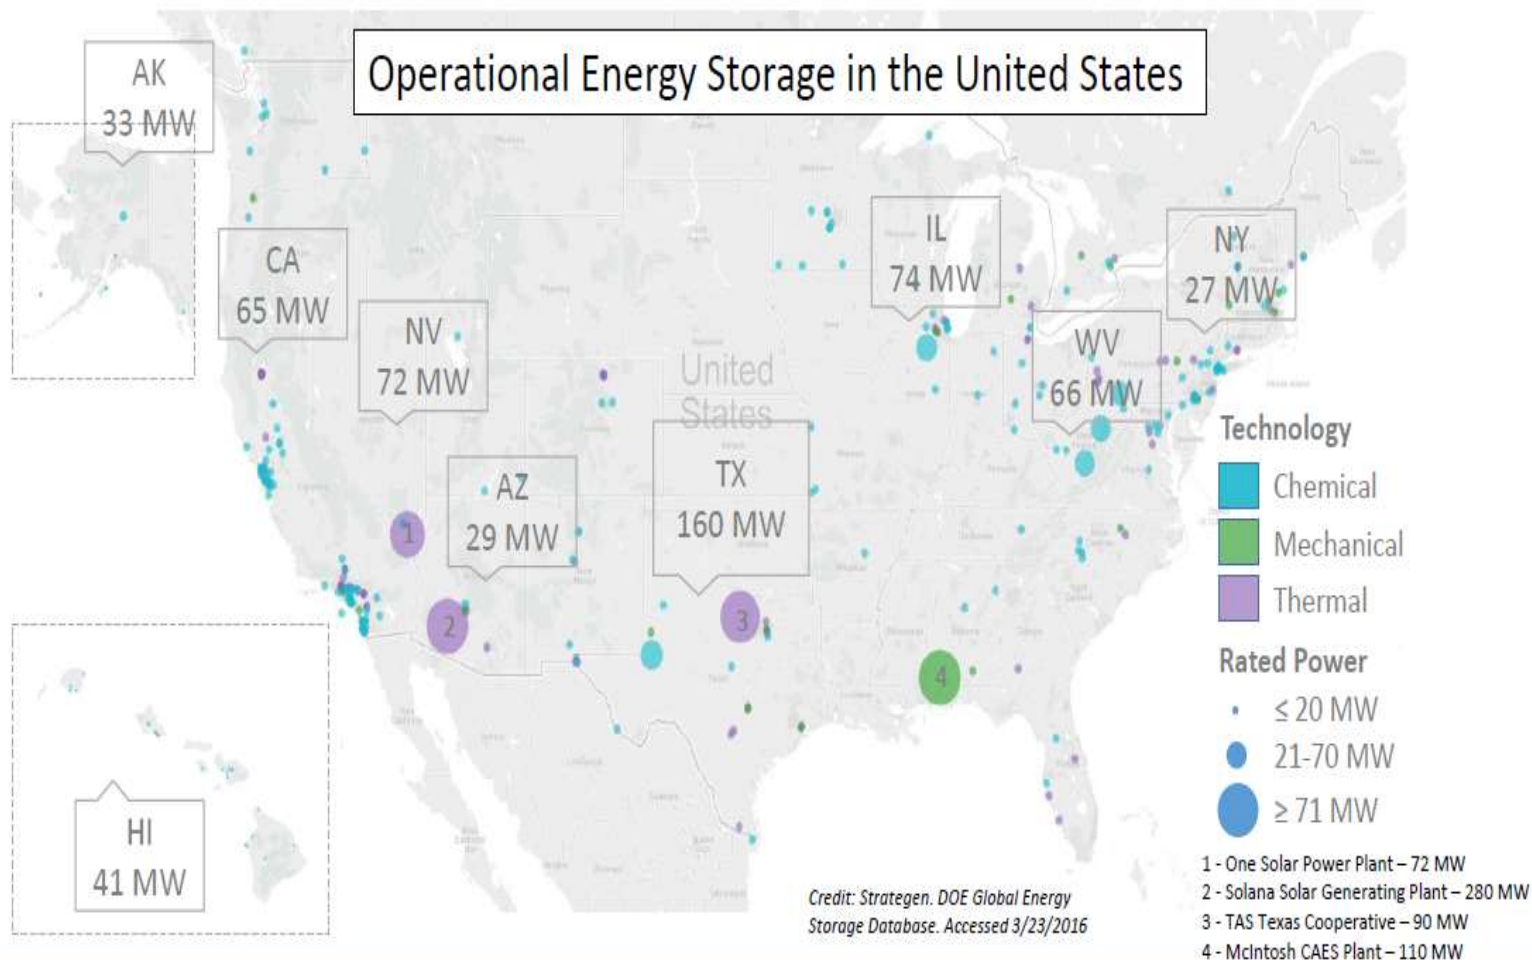 Operational Energy Storage in the United States
AK
33 MW
CA
65 MW
NV
72 MW
AZ
29 MW
TX
160 MW
IL
74 MW
WV
66 MW
NY
27 MW
HI
41 MW
United
States
1
2
3
4
Technology
Chemical
Mechanical
Thermal
Rated Power
≤ 20 MW
21-70 MW
≥ 71 MW
1 - One Solar Power Plant – 72 MW
2 - Solana Solar Generating Plant – 280 MW
3 - TAS Texas Cooperative – 90 MW
4 - McIntosh CAES Plant – 110 MW
Credit: Strategen. DOE Global Energy
Storage Database. Accessed 3/23/2016